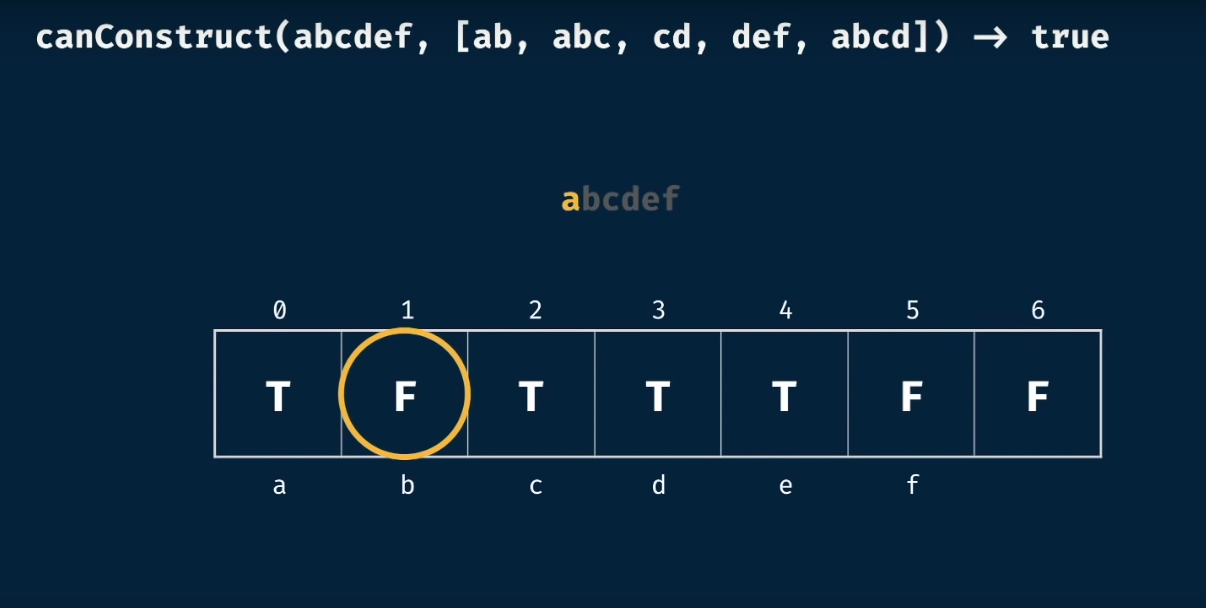 canConstruct(abcdef, [ab, abc, cd, def, abcd]) → true
abcdef
0 1 2 3 4 5 6
T F T T T F F
a b c d e f